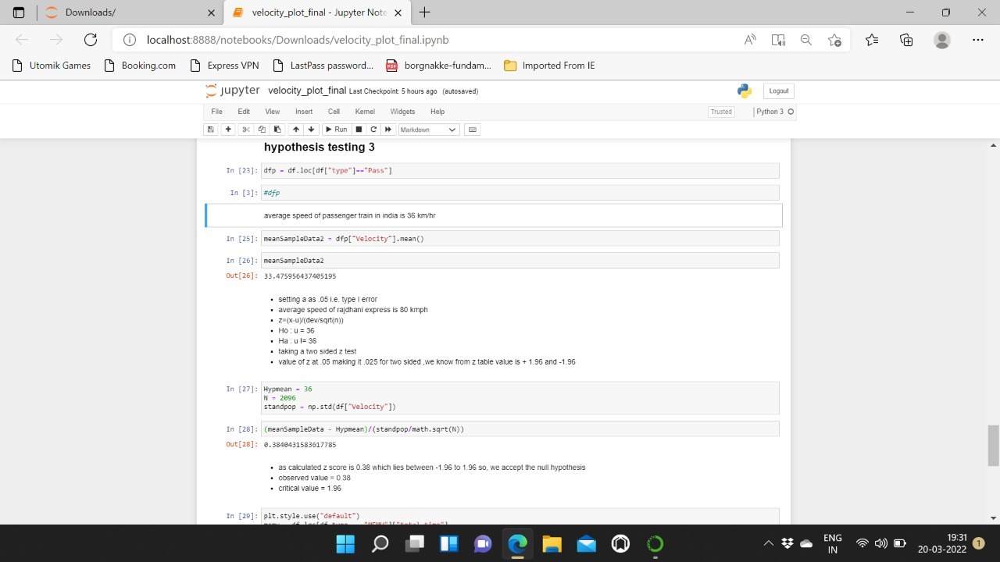 Downloads/
velocity_plot_final - Jupyter Note
localhost:8888/notebooks/Downloads/velocity_plot_final.ipynb
Utomik Games
Booking.com
Express VPN
LastPass password...
borgnakke-fundam...
Imported From IE
jupyter velocity_plot_final Last Checkpoint: 5 hours ago (autosaved)
Logout
File Edit View Insert Cell Kernel Widgets Help
Trusted
Python 3
Run
Markdown
hypothesis testing 3
In [23]: dfp = df.loc[df["type"]=="Pass"]
In [3]: #dfp
average speed of passenger train in india is 36 km/hr
In [25]: meanSampleData2 = dfp["Velocity"].mean()
In [26]: meanSampleData2
Out[26]: 33.475956437405195
• setting a as .05 i.e. type I error
• average speed of rajdhani express is 80 kmph
• z=(x-u)/(dev/sqrt(n))
• Ho : u = 36
• Ha : u != 36
• taking a two sided z test
• value of z at .05 making it .025 for two sided ,we know from z table value is + 1.96 and -1.96
In [27]: Hypmean = 36
N = 2096
standpop = np.std(df["Velocity"])
In [28]: (meanSampleData - Hypmean)/(standpop/math.sqrt(N))
Out[28]: 0.3840431583617785
• as calculated z score is 0.38 which lies between -1.96 to 1.96 so, we accept the null hypothesis
• observed value = 0.38
• critical value = 1.96
In [29]: plt.style.use("default")
ENG
IN
19:31
20-03-2022
1